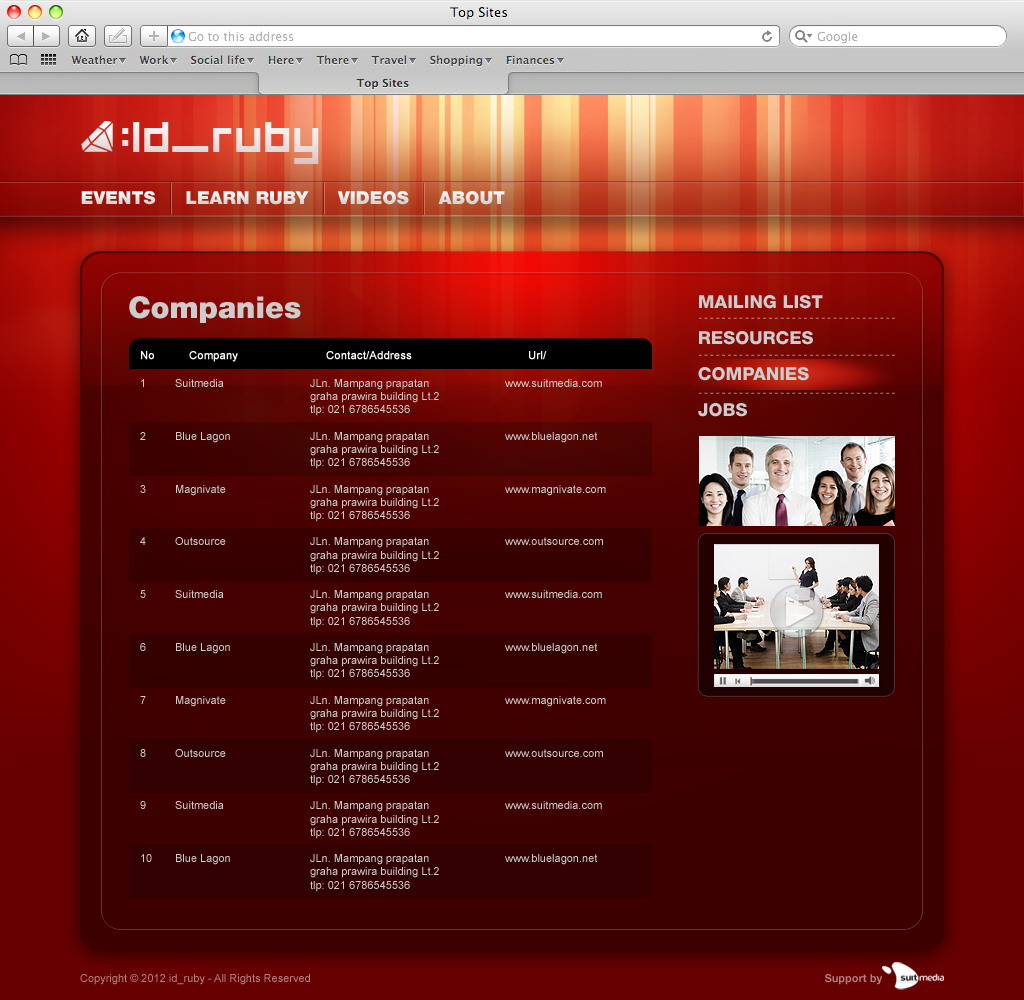 Top Sites
Go to this address
Google
Weather Work Social life Here There Travel Shopping Finances
Top Sites
:Id_ruby
EVENTS LEARN RUBY VIDEOS ABOUT
Companies
No Company Contact/Address Url/
1 Suitmedia JLn. Mampang prapatan www.suitmedia.com
graha prawira building Lt.2
tlp: 021 6786545536
2 Blue Lagon JLn. Mampang prapatan www.bluelagon.net
graha prawira building Lt.2
tlp: 021 6786545536
3 Magnivate JLn. Mampang prapatan www.magnivate.com
graha prawira building Lt.2
tlp: 021 6786545536
4 Outsource JLn. Mampang prapatan www.outsource.com
graha prawira building Lt.2
tlp: 021 6786545536
5 Suitmedia JLn. Mampang prapatan www.suitmedia.com
graha prawira building Lt.2
tlp: 021 6786545536
6 Blue Lagon JLn. Mampang prapatan www.bluelagon.net
graha prawira building Lt.2
tlp: 021 6786545536
7 Magnivate JLn. Mampang prapatan www.magnivate.com
graha prawira building Lt.2
tlp: 021 6786545536
8 Outsource JLn. Mampang prapatan www.outsource.com
graha prawira building Lt.2
tlp: 021 6786545536
9 Suitmedia JLn. Mampang prapatan www.suitmedia.com
graha prawira building Lt.2
tlp: 021 6786545536
10 Blue Lagon JLn. Mampang prapatan www.bluelagon.net
graha prawira building Lt.2
tlp: 021 6786545536
MAILING LIST
RESOURCES
COMPANIES
JOBS
Copyright © 2012 id_ruby - All Rights Reserved
Support by suitmedia